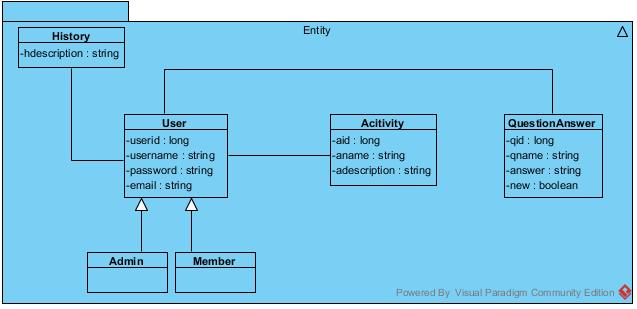 Entity
History
-hdescription : string
User
-userid : long
-username : string
-password : string
-email : string
Acitivity
-aid : long
-aname : string
-adescription : string
QuestionAnswer
-qid : long
-qname : string
-answer : string
-new : boolean
Admin
Member
Powered By Visual Paradigm Community Edition